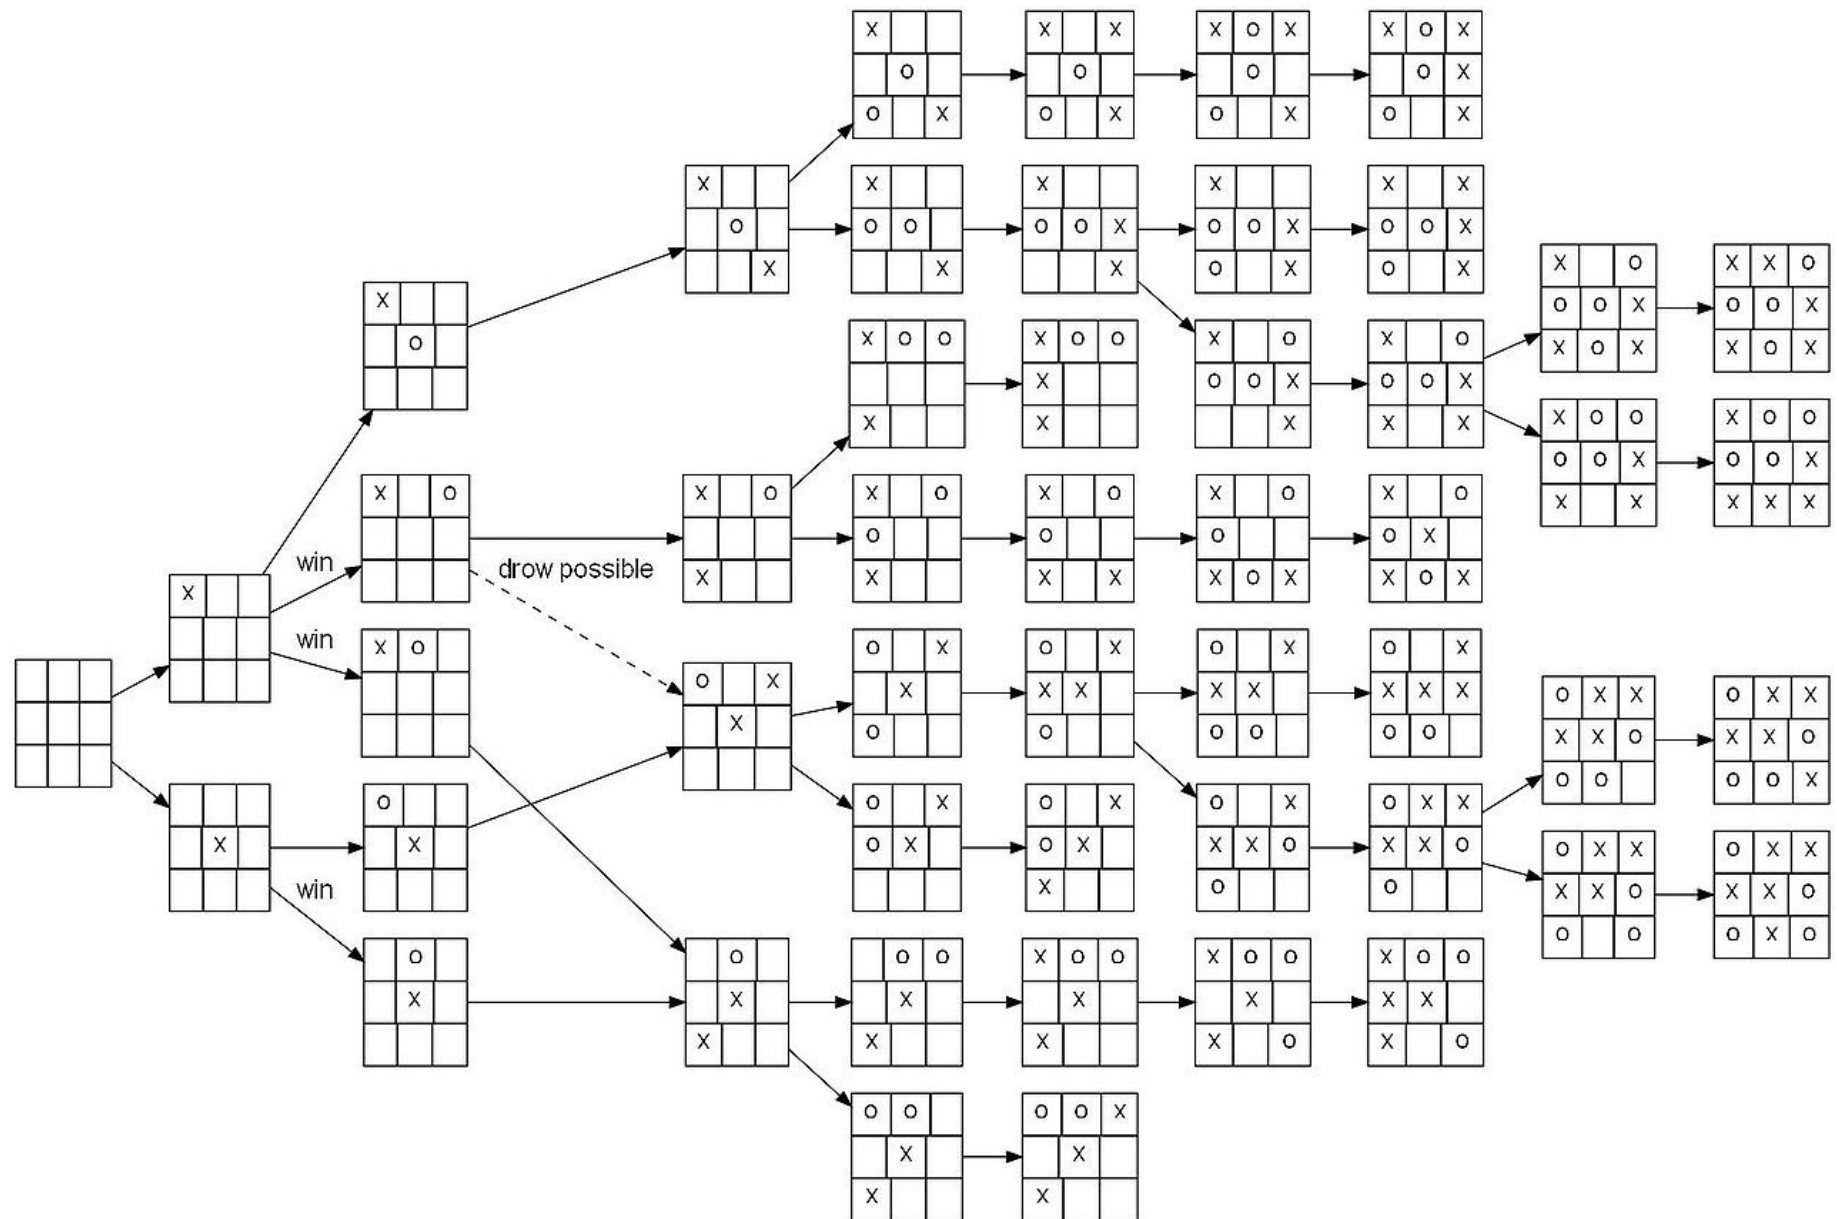 X X X X O X X O X
O O O O X
O X O X O X O X
X X X X X X
O O O O O X O O X O O X
X O X X O
X X X O X O X
O O X O O X
X X O X X O X O X
X O O X O O X O X O
O X O O X O O X
X X X X X X
X O O X O O
O O X O O X
X X X X X
X O X O X O X O X O X O
win drow possible
O O O O X
X X X X X O X X O X
X
win
X O O X O X O X O X
O X X O X X O X X
X X X X X X X X X O X X O
O O O O O O O O O O X
O O X O X O X O X X
X X O X O X X X O X X O
X O O
O X X O X X
win
X X O X X O
O O O O
O O O X O O X O O X O O
X X X X X X X
X X X X O X O
O O O O X
X X
X X